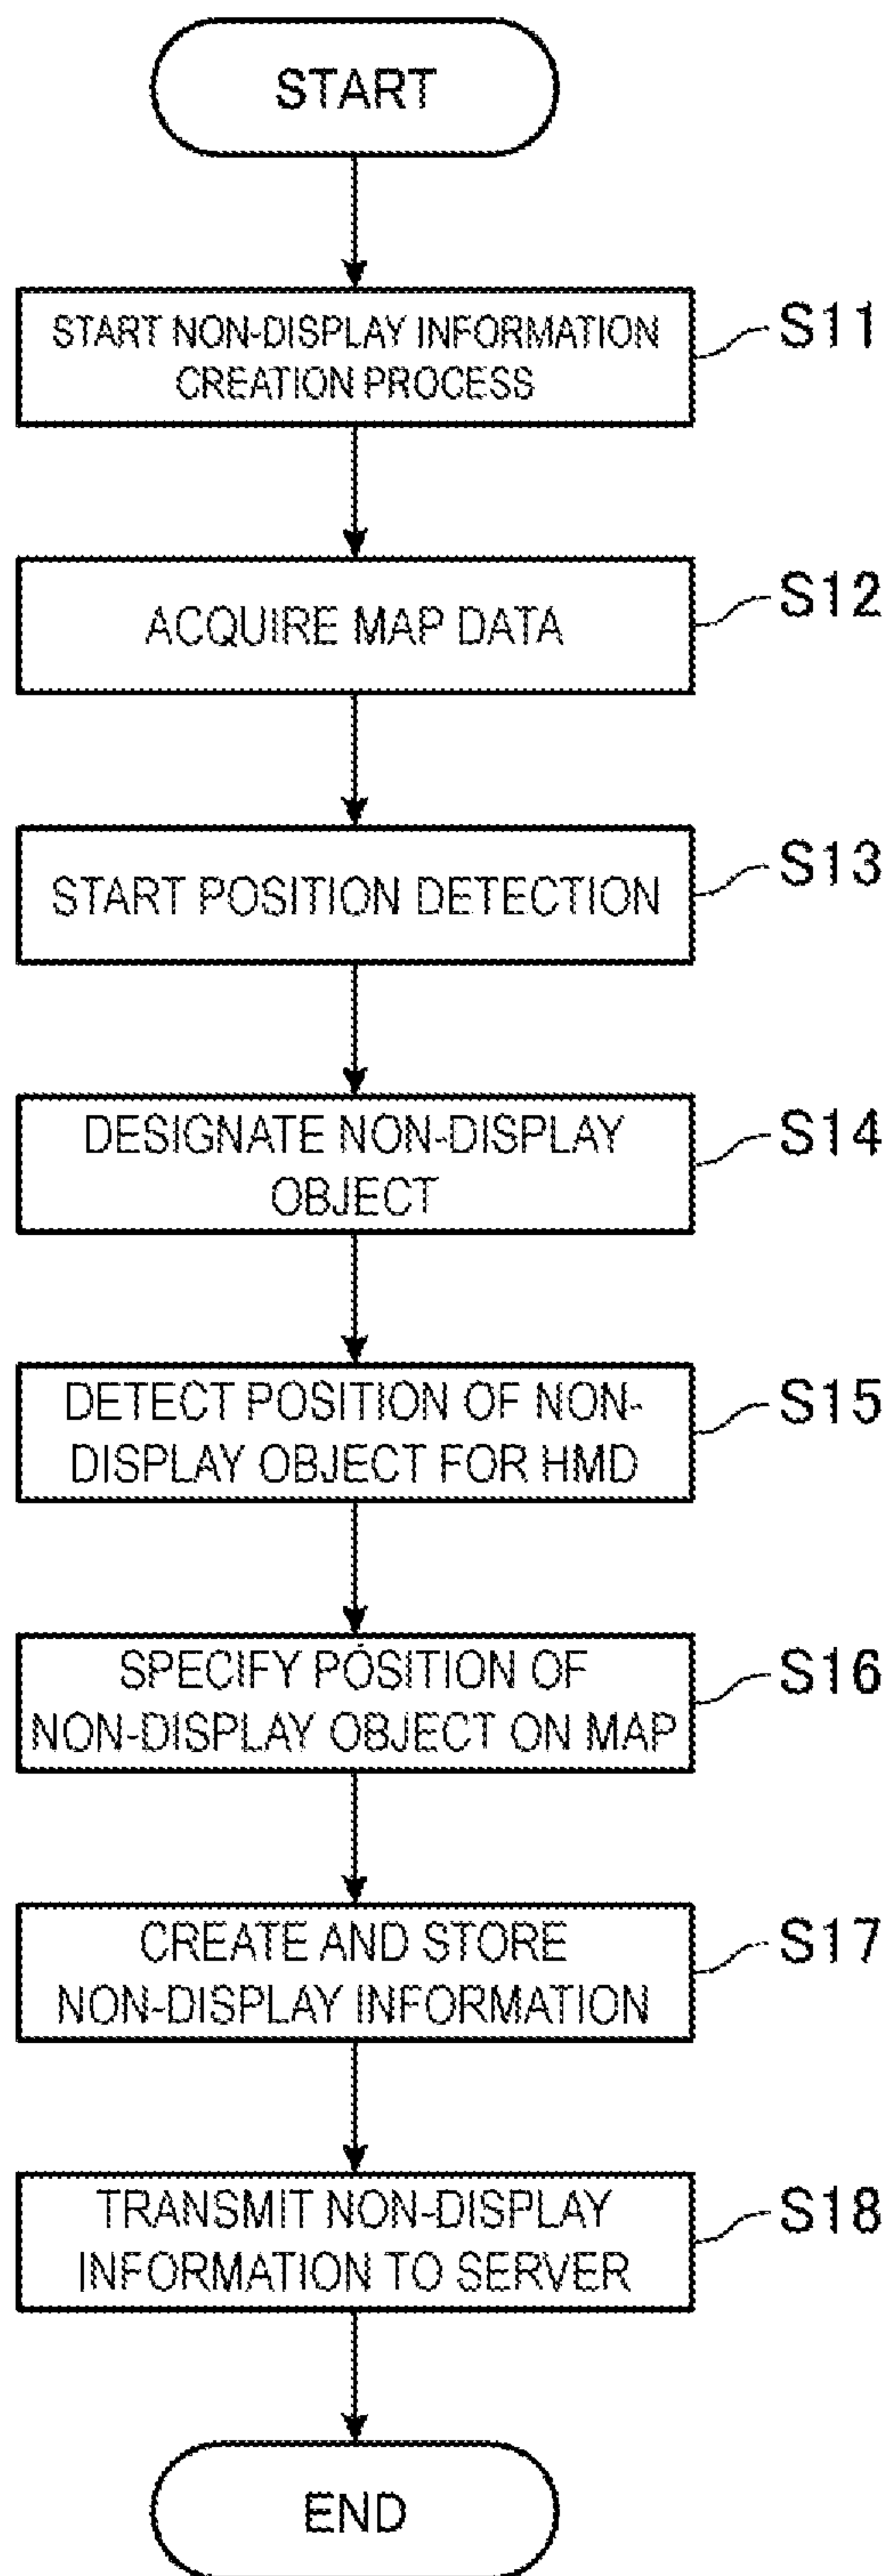 START
START NON-DISPLAY INFORMATION
CREATION PROCESS
S11
ACQUIRE MAP DATA
S12
START POSITION DETECTION
S13
DESIGNATE NON-DISPLAY
OBJECT
S14
DETECT POSITION OF NON-
DISPLAY OBJECT FOR HMD
S15
SPECIFY POSITION OF
NON-DISPLAY OBJECT ON MAP
S16
CREATE AND STORE
NON-DISPLAY INFORMATION
S17
TRANSMIT NON-DISPLAY
INFORMATION TO SERVER
S18
END